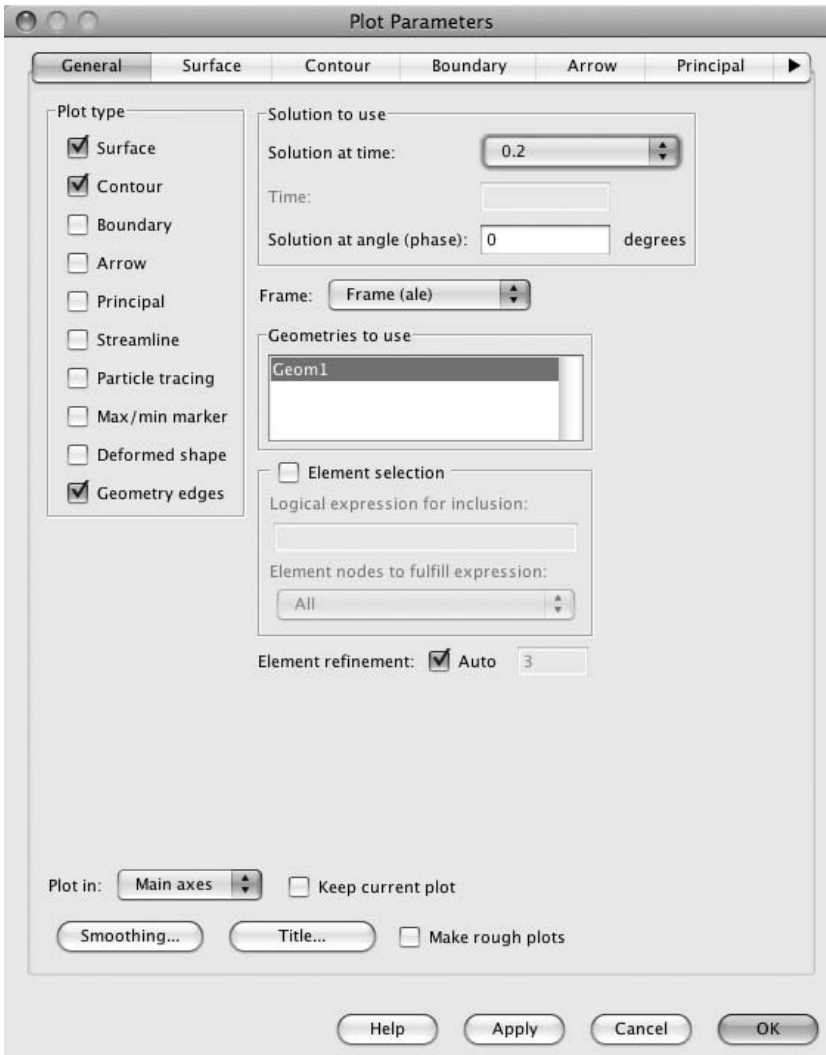 Plot Parameters
General Surface Contour Boundary Arrow Principal
Plot type
Surface
Contour
Boundary
Arrow
Principal
Streamline
Particle tracing
Max/min marker
Deformed shape
Geometry edges
Solution to use
Solution at time: 0.2
Time:
Solution at angle (phase): 0 degrees
Frame: Frame (ale)
Geometries to use
Geom1
Element selection
Logical expression for inclusion:
Element nodes to fulfill expression:
All
Element refinement: Auto 3
Plot in: Main axes Keep current plot
Smoothing... Title... Make rough plots
Help Apply Cancel OK